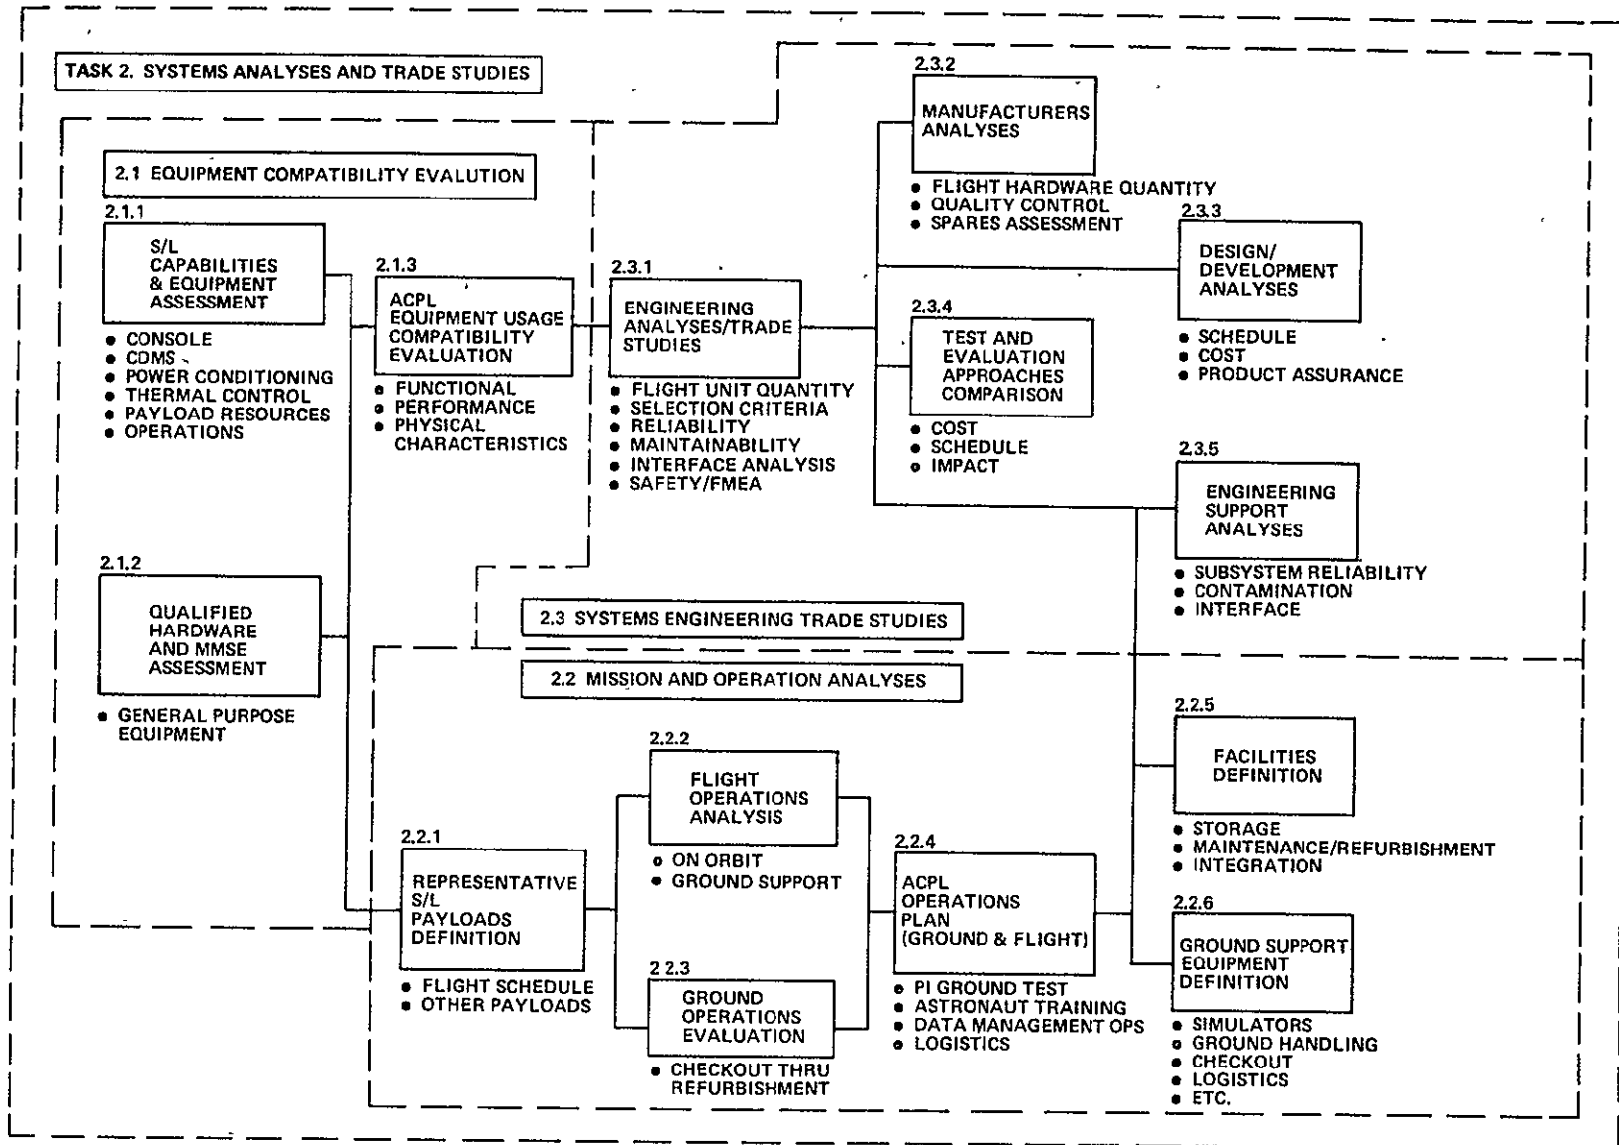 TASK 2. SYSTEMS ANALYSES AND TRADE STUDIES
2.1 EQUIPMENT COMPATIBILITY EVALUTION
2.1.1
S/L
CAPABILITIES
& EQUIPMENT
ASSESSMENT
• CONSOLE
• CDMS
• POWER CONDITIONING
• THERMAL CONTROL
• PAYLOAD RESOURCES
• OPERATIONS
2.1.2
QUALIFIED
HARDWARE
AND MMSE
ASSESSMENT
• GENERAL PURPOSE
EQUIPMENT
2.1.3
ACPL
EQUIPMENT USAGE
COMPATIBILITY
EVALUATION
• FUNCTIONAL
• PERFORMANCE
• PHYSICAL
CHARACTERISTICS
2.3.1
ENGINEERING
ANALYSES/TRADE
STUDIES
• FLIGHT UNIT QUANTITY
• SELECTION CRITERIA
• RELIABILITY
• MAINTAINABILITY
• INTERFACE ANALYSIS
• SAFETY/FMEA
2.3.2
MANUFACTURERS
ANALYSES
• FLIGHT HARDWARE QUANTITY
• QUALITY CONTROL
• SPARES ASSESSMENT
2.3.3
DESIGN/
DEVELOPMENT
ANALYSES
• SCHEDULE
• COST
• PRODUCT ASSURANCE
2.3.4
TEST AND
EVALUATION
APPROACHES
COMPARISON
• COST
• SCHEDULE
• IMPACT
2.3.5
ENGINEERING
SUPPORT
ANALYSES
• SUBSYSTEM RELIABILITY
• CONTAMINATION
• INTERFACE
2.3 SYSTEMS ENGINEERING TRADE STUDIES
2.2 MISSION AND OPERATION ANALYSES
2.2.1
REPRESENTATIVE
S/L
PAYLOADS
DEFINITION
• FLIGHT SCHEDULE
• OTHER PAYLOADS
2.2.2
FLIGHT
OPERATIONS
ANALYSIS
• ON ORBIT
• GROUND SUPPORT
2 2.3
GROUND
OPERATIONS
EVALUATION
• CHECKOUT THRU
REFURBISHMENT
2.2.4
ACPL
OPERATIONS
PLAN
(GROUND & FLIGHT)
• PI GROUND TEST
• ASTRONAUT TRAINING
• DATA MANAGEMENT OPS
• LOGISTICS
2.2.5
FACILITIES
DEFINITION
• STORAGE
• MAINTENANCE/REFURBISHMENT
• INTEGRATION
2.2.6
GROUND SUPPORT
EQUIPMENT
DEFINITION
• SIMULATORS
• GROUND HANDLING
• CHECKOUT
• LOGISTICS
• ETC.